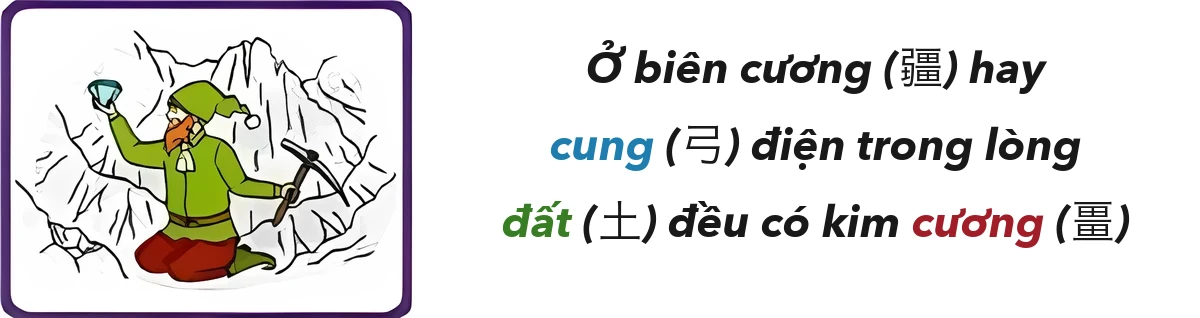 Ở biên cương (疆) hay
cung (弓) điện trong lòng
đất (土) đều có kim cương (畺)